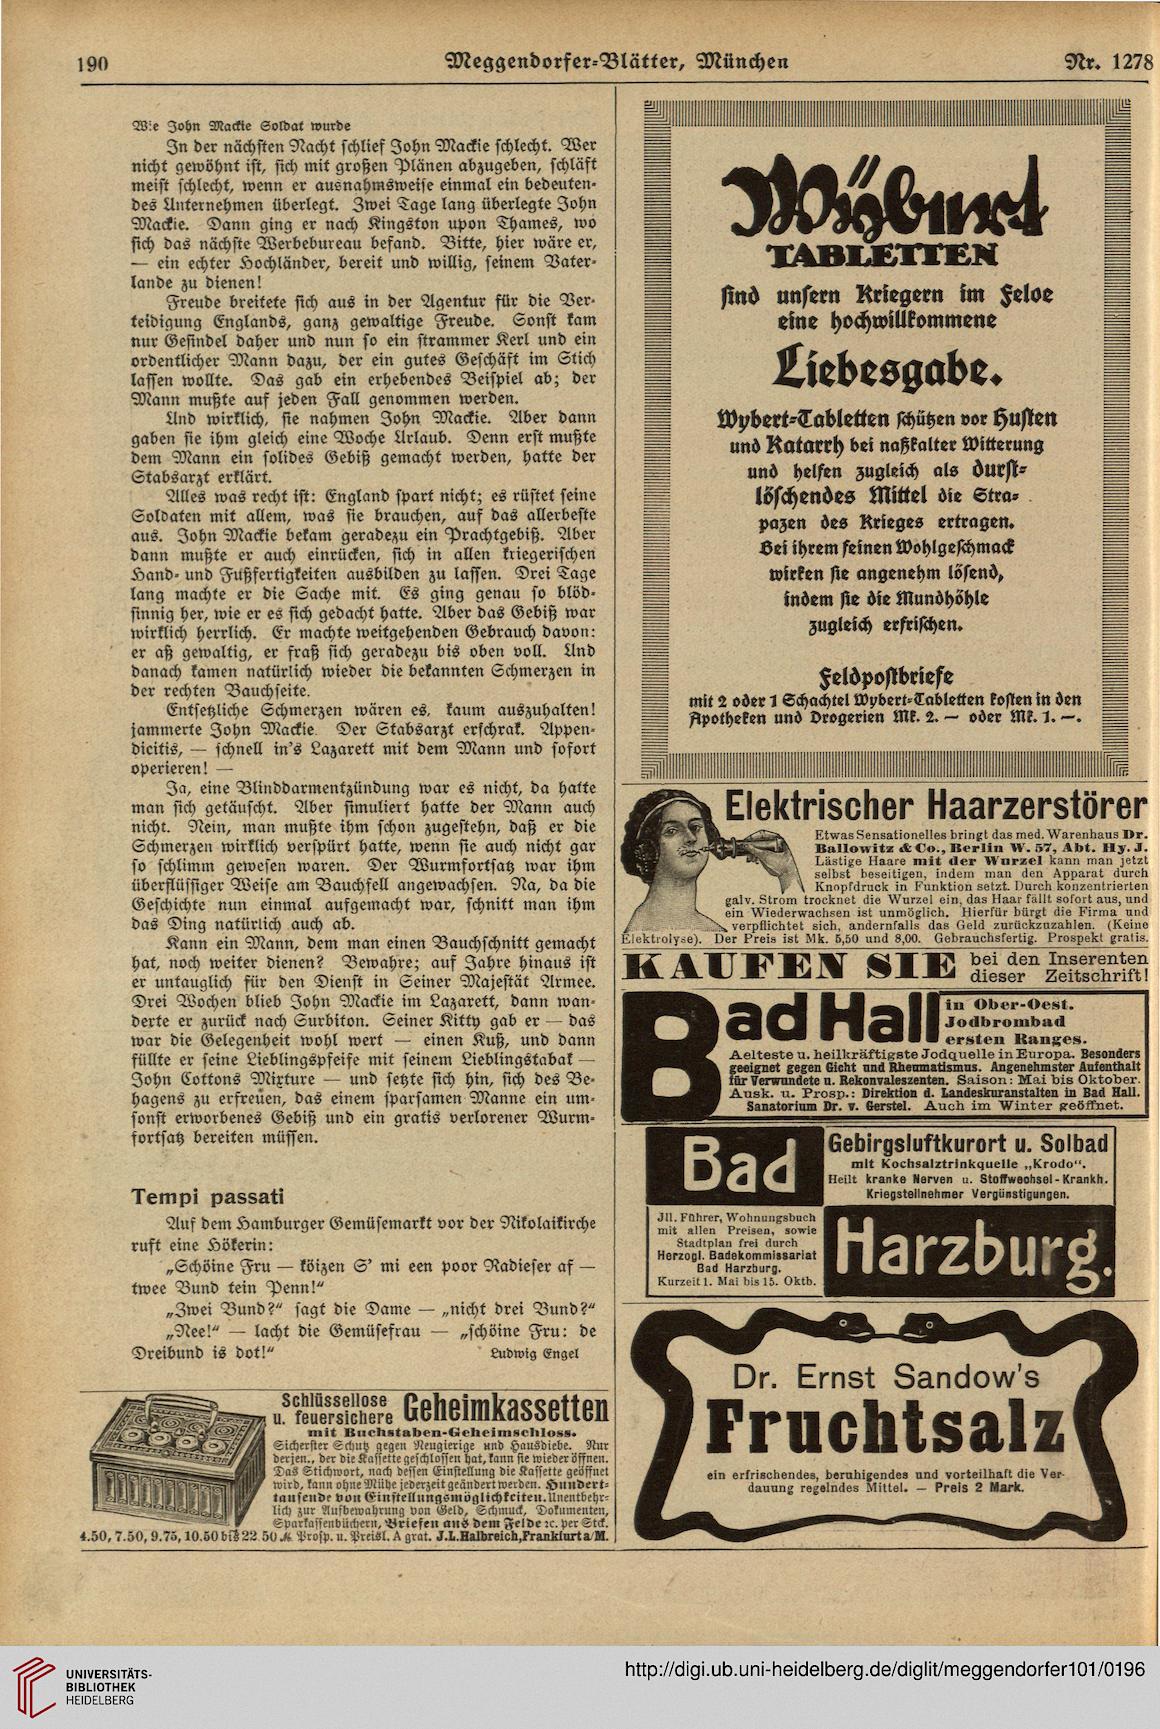 190
Meggendorfer-Blätter, München
Nr. 1278
Wie John Mackie Soldat wurde
In der nächsten Nacht schlief John Mackie schlecht. Wer
nicht gewöhnt ist, sich mit großen Plänen abzugeben, schläft
meist schlecht, wenn er ausnahmsweise einmal ein bedeuten-
des Unternehmen überlegt. Zwei Tage lang überlegte John
Mackie. Dann ging er nach Kingston upon Thames, wo
sich das nächste Werbebureau befand. Bitte, hier wäre er,
— ein echter Hochländer, bereit und willig, seinem Vater-
lande zu dienen!
Freude breitete sich aus in der Agentur für die Ver-
teidigung Englands, ganz gewaltige Freude. Sonst kam
nur Gesindel daher und nun so ein strammer Kerl und ein
ordentlicher Mann dazu, der ein gutes Geschäft im Stich
lassen wollte. Das gab ein erhebendes Beispiel ab; der
Mann mußte auf jeden Fall genommen werden.
Und wirklich, sie nahmen John Mackie. Aber dann
gaben sie ihm gleich eine Woche Urlaub. Denn erst mußte
dem Mann ein solides Gebiß gemacht werden, hatte der
Stabsarzt erklärt.
Alles was recht ist: England spart nicht; es rüstet seine
Soldaten mit allem, was sie brauchen, auf das allerbeste
aus. John Mackie bekam geradezu ein Prachtgebiß. Aber
dann mußte er auch einrücken, sich in allen kriegerischen
Hand- und Fußfertigkeiten ausbilden zu lassen. Drei Tage
lang machte er die Sache mit. Es ging genau so blöd-
sinnig her, wie er es sich gedacht hatte. Aber das Gebiß war
wirklich herrlich. Er machte weitgehenden Gebrauch davon:
er aß gewaltig, er fraß sich geradezu bis oben voll. Und
danach kamen natürlich wieder die bekannten Schmerzen in
der rechten Bauchseite.
Entsetzliche Schmerzen wären es, kaum auszuhalten!
jammerte John Mackie. Der Stabsarzt erschrak. Appen-
dicitis, — schnell in's Lazarett mit dem Mann und sofort
operieren! —
Ja, eine Blinddarmentzündung war es nicht, da hatte
man sich getäuscht. Aber simuliert hatte der Mann auch
nicht. Nein, man mußte ihm schon zugestehn, daß er die
Schmerzen wirklich verspürt hatte, wenn sie auch nicht gar
so schlimm gewesen waren. Der Wurmfortsatz war ihm
überflüssiger Weise am Bauchfell angewachsen. Na, da die
Geschichte nun einmal aufgemacht war, schnitt man ihm
das Ding natürlich auch ab.
Kann ein Mann, dem man einen Bauchschnitt gemacht
hat, noch weiter dienen? Bewahre; auf Jahre hinaus ist
er untauglich für den Dienst in Seiner Majestät Armee.
Drei Wochen blieb John Mackie im Lazarett, dann wan-
derte er zurück nach Surbiton. Seiner Kitty gab er — das
war die Gelegenheit wohl wert — einen Kuß, und dann
füllte er seine Lieblingspfeife mit seinem Lieblingstabak —
John Cottons Mixture — und setzte sich hin, sich des Be-
hagens zu erfreuen, das einem sparsamen Manne ein um-
sonst erworbenes Gebiß und ein gratis verlorener Wurm-
fortsatz bereiten müssen.
Tempi passati
Auf dem Hamburger Gemüsemarkt vor der Nikolaikirche
ruft eine Hökerin:
„Schöine Fru — köizen S' mi een poor Radieser af —
twee Bund tein Penn!“
„Zwei Bund?“ sagt die Dame — „nicht drei Bund?“
„Nee!“ — lacht die Gemüsefrau — „schöine Fru: de
Dreibund is dot!“
Ludwig Engel
Schlüssellose
u. feuersichere Geheimkassetten
mit Buchstaben-Geheimschloss.
Sicherster Schutz gegen Neugierige und Hausdiebe. Nur
derjen., der die Kassette geschlossen hat, kann sie wieder öffnen.
Das Stichwort, nach dessen Einstellung die Kassette geöffnet
wird, kann ohne Mühe jederzeit geändert werden. Hundert-
tausende von Einstellungsmöglichkeiten. Unentbehr-
lich zur Aufbewahrung von Geld, Schmuck, Dokumenten,
Sparkassenbüchern, Briefen aus dem Felde ꝛc. per Stck.
4.50, 7.50, 9.75, 10.50 bis 22 50 ℳ Prosp. u. Preisl. A grat. J.L.Halbreich, Frankfurt a/M.
Wybert
TABLETTEN
sind unsern Kriegern im Felde
eine hochwillkommene
Liebesgabe.
Wybert-Tabletten schützen vor Husten
und Katarrh bei naßkalter Witterung
und helfen zugleich als durst-
löschendes Mittel die Stra-
pazen des Krieges ertragen.
Bei ihrem feinen Wohlgeschmack
wirken sie angenehm lösend,
indem sie die Mundhöhle
zugleich erfrischen.
Feldpostbriefe
mit 2 oder 1 Schachtel Wybert-Tabletten kosten in den
Apotheken und Drogerien Mk. 2. — oder Mk. 1. —.
Elektrischer Haarzerstörer
Etwas Sensationelles bringt das med. Warenhaus Dr.
Ballowitz & Co., Berlin W. 57, Abt. Hy. J.
Lästige Haare mit der Wurzel kann man jetzt
selbst beseitigen, indem man den Apparat durch
Knopfdruck in Funktion setzt. Durch konzentrierten
galv. Strom trocknet die Wurzel ein, das Haar fällt sofort aus, und
ein Wiederwachsen ist unmöglich. Hierfür bürgt die Firma und
verpflichtet sich, andernfalls das Geld zurückzuzahlen. (Keine
Elektrolyse). Der Preis ist Mk. 5,50 und 8,00. Gebrauchsfertig. Prospekt gratis.
KAUFEN SIE bei den Inserenten
dieser Zeitschrift!
Bad Hall
in Ober-Oest.
Jodbrombad
ersten Ranges.
Aelteste u. heilkräftigste Jodquelle in Europa. Besonders
geeignet gegen Gicht und Rheumatismus. Angenehmster Aufenthalt
für Verwundete u. Rekonvaleszenten. Saison: Mai bis Oktober.
Ausk. u. Prosp.: Direktion d. Landeskuranstalten in Bad Hall.
Sanatorium Dr. v. Gerstel. Auch im Winter geöffnet.
Bad
Gebirgsluftkurort u. Solbad
mit Kochsalztrinkquelle „Krodo“.
Heilt kranke Nerven u. Stoffwechsel-Krankh.
Kriegsteilnehmer Vergünstigungen.
Jll. Führer, Wohnungsbuch
mit allen Preisen, sowie
Stadtplan frei durch
Herzogl. Badekommissariat
Bad Harzburg.
Kurzeit 1. Mai bis 15. Oktb.
Harzburg.
Dr. Ernst Sandow's
Fruchtsalz
ein erfrischendes, beruhigendes und vorteilhaft die Ver-
dauung regelndes Mittel. — Preis 2 Mark.
UNIVERSITÄTS-
BIBLIOTHEK
HEIDELBERG
http://digi.ub.uni-heidelberg.de/diglit/meggendorfer101/0196